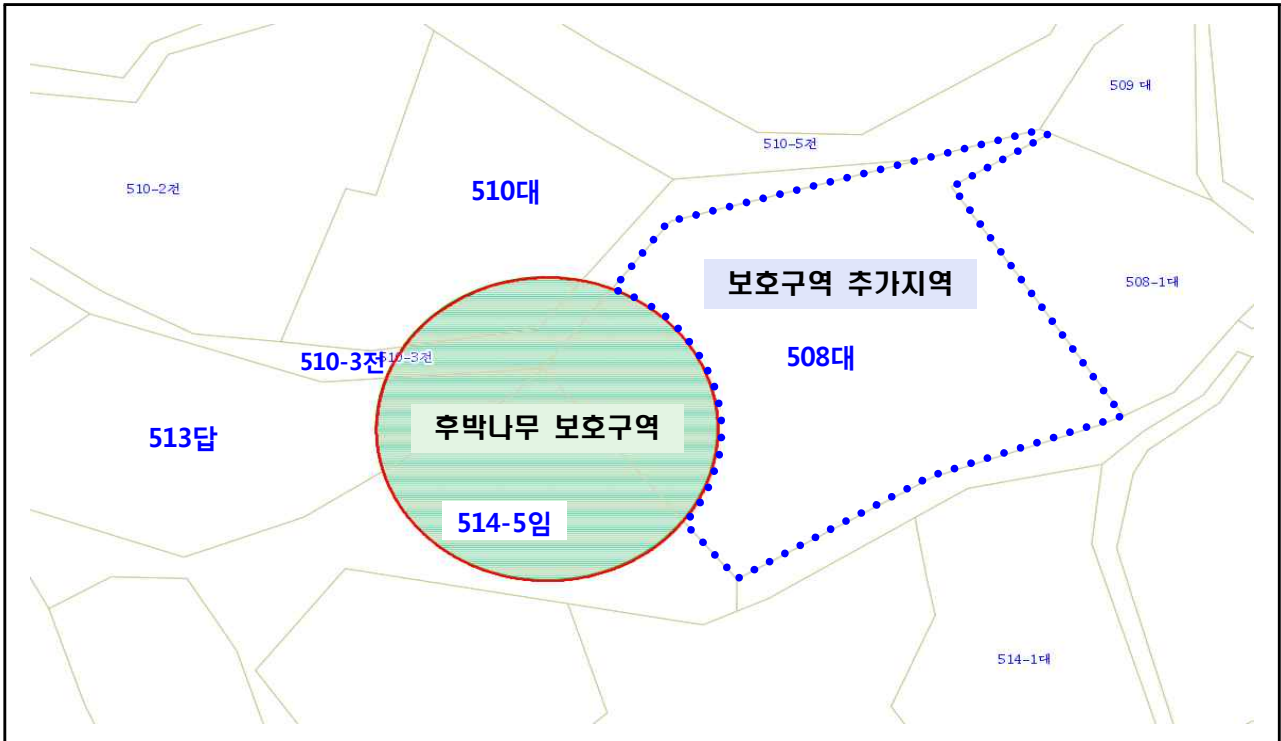 509 대
510-5전
510-2전
510대
보호구역 추가지역
508-1대
510-3전
510-3전
508대
후박나무 보호구역
513답
514-5임
514-1대